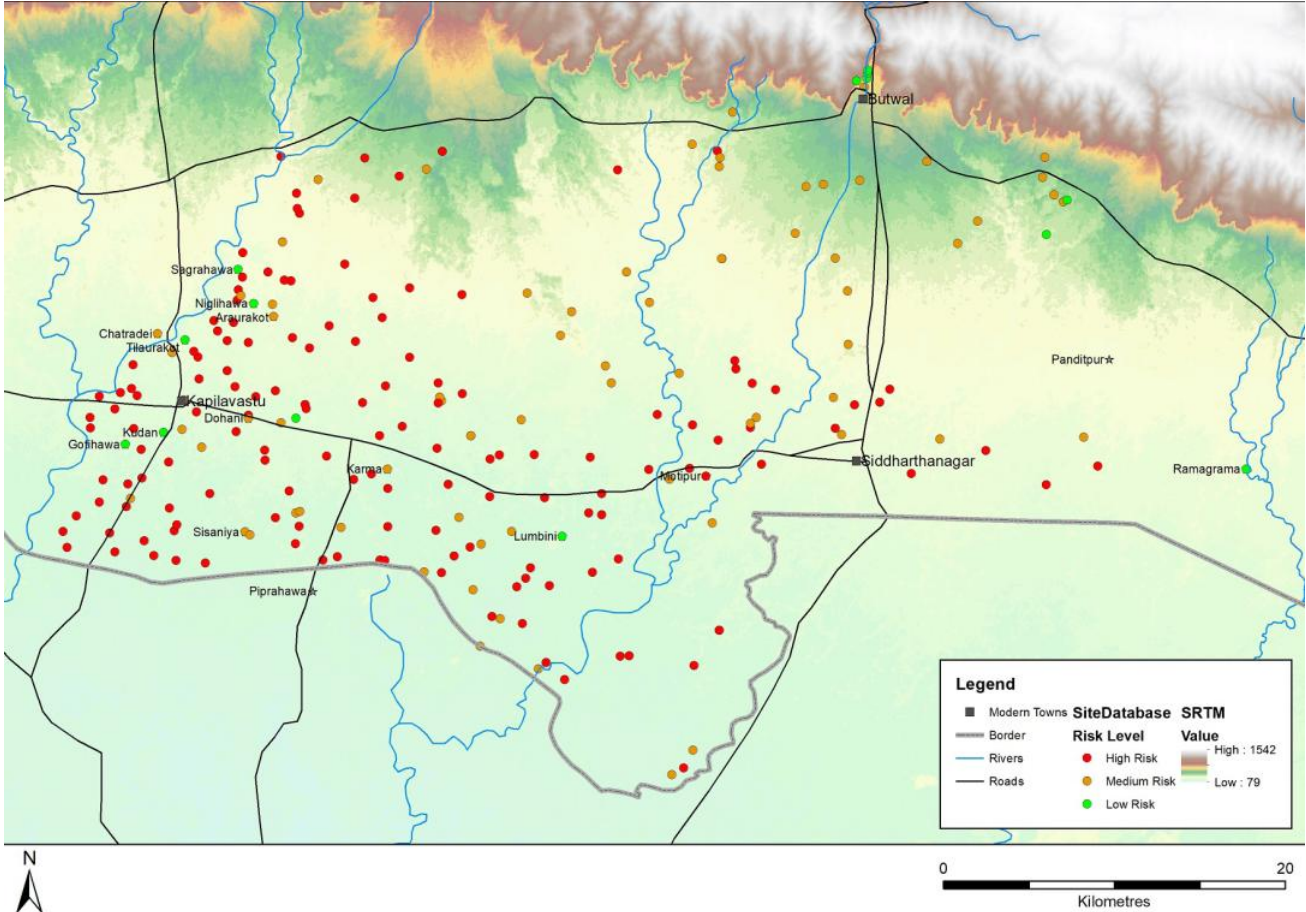 Butwal
Sagrahawa
Niglihawa
Araurakot
Chatradei
Tilaurakot
Panditpur
Kapilavastu
Dohani
Kudan
Gotihawa
Karma
Motipur
Siddharthanagar
Ramagrama
Sisaniya
Lumbini
Piprahawa
Legend
Modern Towns
Border
Rivers
Roads
SiteDatabase
Risk Level
High Risk
Medium Risk
Low Risk
SRTM
Value
High : 1542
Low : 79
N
0
20
Kilometres